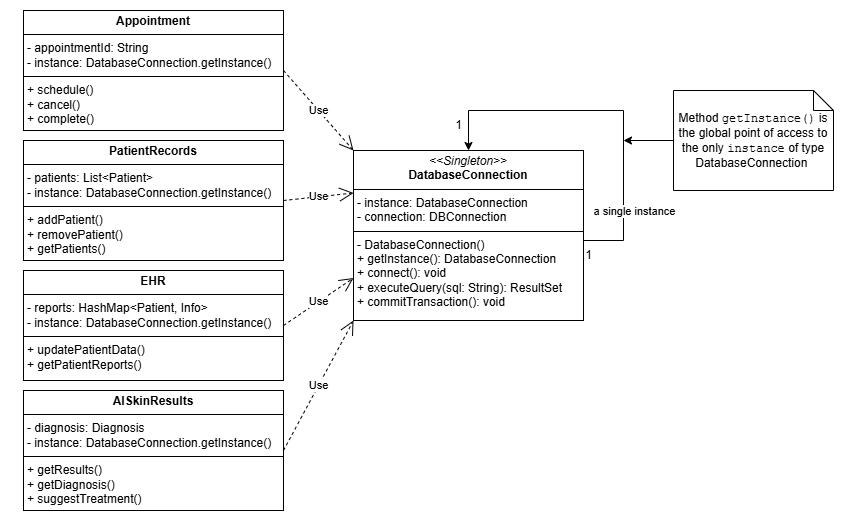 Appointment
- appointmentId: String
- instance: DatabaseConnection.getInstance()
+ schedule()
+ cancel()
+ complete()
PatientRecords
- patients: List<Patient>
- instance: DatabaseConnection.getInstance()
+ addPatient()
+ removePatient()
+ getPatients()
EHR
- reports: HashMap<Patient, Info>
- instance: DatabaseConnection.getInstance()
+ updatePatientData()
+ getPatientReports()
AISkinResults
- diagnosis: Diagnosis
- instance: DatabaseConnection.getInstance()
+ getResults()
+ getDiagnosis()
+ suggestTreatment()
Use
Use
Use
Use
<<Singleton>>
DatabaseConnection
- instance: DatabaseConnection
- connection: DBConnection
- DatabaseConnection()
+ getInstance(): DatabaseConnection
+ connect(): void
+ executeQuery(sql: String): ResultSet
+ commitTransaction(): void
1
a single instance
1
Method getInstance() is
the global point of access to
the only instance of type
DatabaseConnection